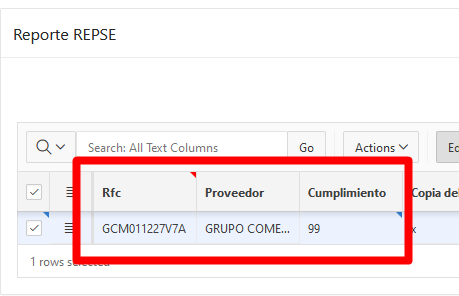 Reporte REPSE
Search: All Text Columns Go Actions
Rfc Proveedor Cumplimiento Copia
GCM011227V7A GRUPO COME... 99 x
1 rows selected